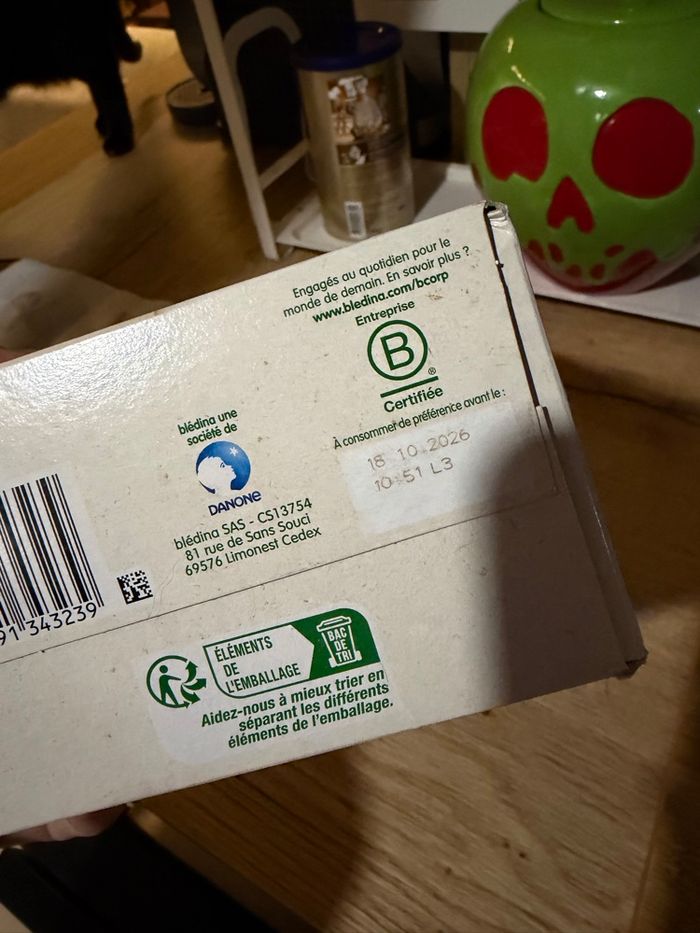 Engagés au quotidien pour le
monde de demain. En savoir plus ?
www.bledina.com/bcorp
Entreprise
B
®
Certifiée
À consommer de préférence avant le :
18 10 2026
10:51 L3
blédina une
société de
DANONE
blédina SAS - CS13754
81 rue de Sans Souci
69576 Limonest Cedex
91 343239
ÉLÉMENTS
DE
L'EMBALLAGE
BAC
DE
TRI
Aidez-nous à mieux trier en
séparant les différents
éléments de l'emballage.